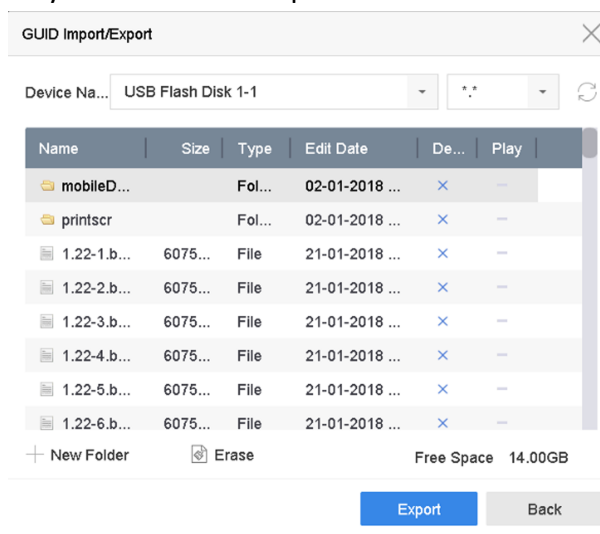 GUID Import/Export
Device Na... USB Flash Disk 1-1 *.*
Name Size Type Edit Date De... Play
mobileD... Fol... 02-01-2018 ...
printscr Fol... 02-01-2018 ...
1.22-1.b... 6075... File 21-01-2018 ...
1.22-2.b... 6075... File 21-01-2018 ...
1.22-3.b... 6075... File 21-01-2018 ...
1.22-4.b... 6075... File 21-01-2018 ...
1.22-5.b... 6075... File 21-01-2018 ...
1.22-6.b... 6075... File 21-01-2018 ...
New Folder Erase Free Space 14.00GB
Export Back